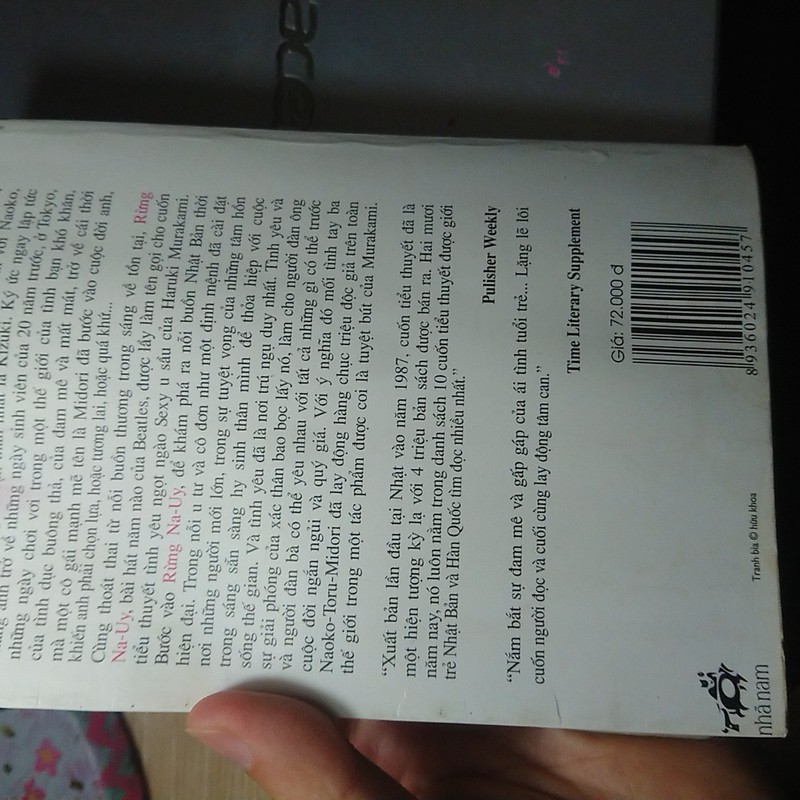 acer
những ngày anh trở về những ngày sinh viên của 20 năm trước, ở Tokyo,
những ngày chơi vơi trong một thế giới của tình bạn khó khăn,
của tình dục buông thả, của đam mê và mất mát, trở về cái thời
mà một cô gái mạnh mẽ tên là Midori đã bước vào cuộc đời anh,
khiến anh phải chọn lựa, hoặc tương lai, hoặc quá khứ...
Cùng thoát thai từ nỗi buồn thương trong sáng về tồn tại, Rừng
Na-Uy, bài hát năm nào của Beatles, được lấy làm tên gọi cho cuốn
tiểu thuyết tình yêu ngọt ngào Sexy u sầu của Haruki Murakami.
Bước vào Rừng Na-Uy, để khám phá ra nỗi buồn Nhật Bản thời
hiện đại. Trong nỗi u tư và cô đơn như một định mệnh đã cài đặt
nơi những người mới lớn, trong sự tuyệt vọng của những tâm hồn
trong sáng sẵn sàng hy sinh thân mình để thỏa hiệp với cuộc
sống thế gian. Và tình yêu đã là nơi trú ngụ duy nhất. Tình yêu và
sự giải phóng của xác thân bao bọc lấy nó, làm cho người đàn ông
và người đàn bà có thể yêu nhau với tất cả những gì có thể trước
cuộc đời ngắn ngủi và quý giá. Với ý nghĩa đó mối tình tay ba
Naoko-Toru-Midori đã lay động hàng chục triệu độc giả trên toàn
thế giới trong một tác phẩm được coi là tuyệt bút của Murakami.
“Xuất bản lần đầu tại Nhật vào năm 1987, cuốn tiểu thuyết đã là
một hiện tượng kỳ lạ với 4 triệu bản sách được bán ra. Hai mươi
năm nay, nó luôn nằm trong danh sách 10 cuốn tiểu thuyết được giới
trẻ Nhật Bản và Hàn Quốc tìm đọc nhiều nhất.”
Pulisher Weekly
“Nắm bắt sự đam mê và gấp gáp của ái tình tuổi trẻ... Lặng lẽ lôi
cuốn người đọc và cuối cùng lay động tâm can.”
Time Literary Supplement
Giá: 72.000 đ
8936024910457
Tranh bìa © hữu khoa
nhã nam